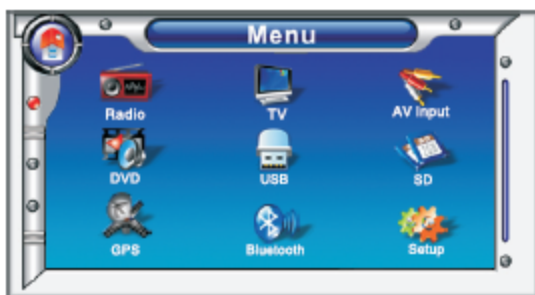 Menu
Radio TV AV Input
DVD USB SD
GPS Bluetooth Setup